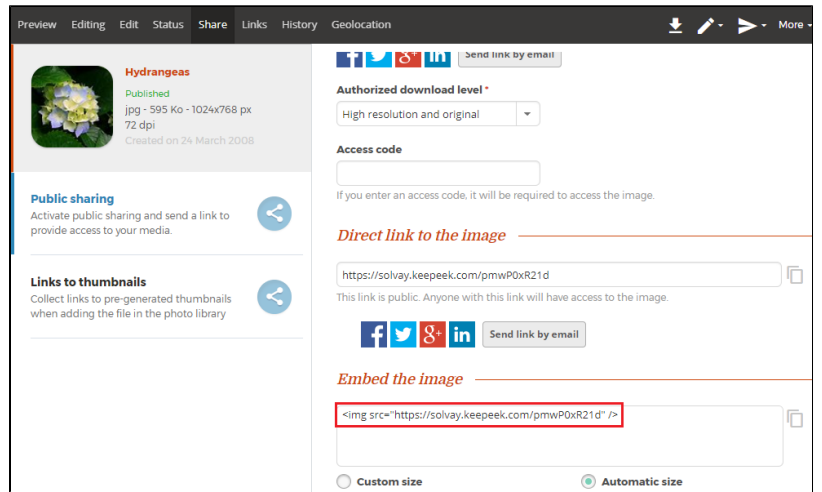 Preview Editing Edit Status Share Links History Geolocation More
Hydrangeas
Published
jpg - 595 Ko - 1024x768 px
72 dpi
Created on 24 March 2008
Public sharing
Activate public sharing and send a link to
provide access to your media.
Links to thumbnails
Collect links to pre-generated thumbnails
when adding the file in the photo library
Send link by email
Authorized download level *
High resolution and original
Access code
If you enter an access code, it will be required to access the image.
Direct link to the image
https://solvay.keepeek.com/pmwP0xR21d
This link is public. Anyone with this link will have access to the image.
f g+ in Send link by email
Embed the image
<img src="https://solvay.keepeek.com/pmwP0xR21d" />
Custom size Automatic size